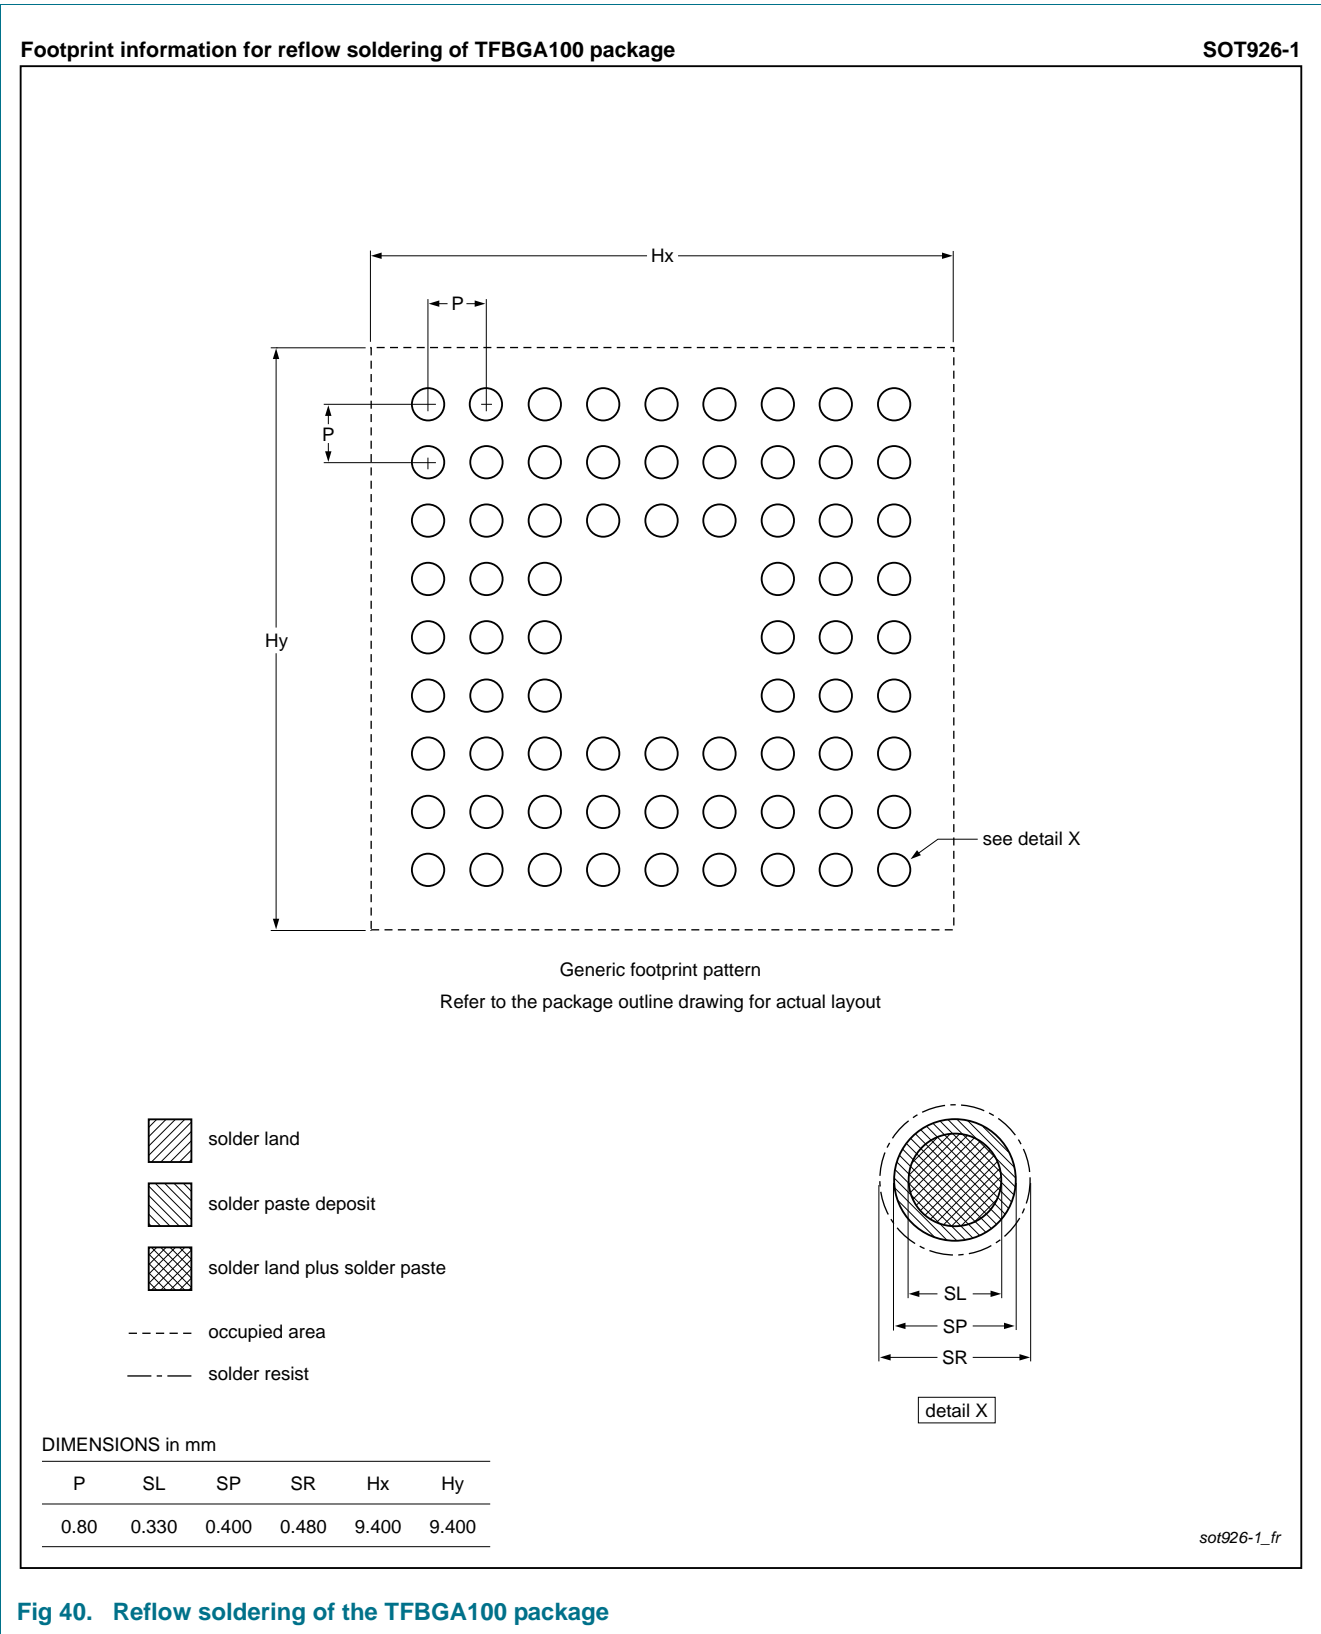 Footprint information for reflow soldering of TFBGA100 package SOT926-1
Hx
P
P
Hy
see detail X
Generic footprint pattern
Refer to the package outline drawing for actual layout
solder land
solder paste deposit
solder land plus solder paste
occupied area
solder resist
SL
SP
SR
detail X
DIMENSIONS in mm
P SL SP SR Hx Hy
0.80 0.330 0.400 0.480 9.400 9.400
sot926-1_fr
Fig 40. Reflow soldering of the TFBGA100 package